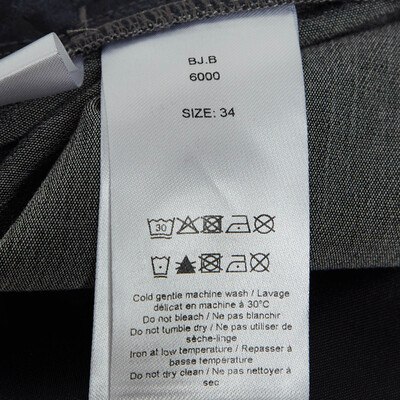 BJ.B
6000
SIZE: 34
30
Cold gentle machine wash / Lavage
délicat en machine à 30°C
Do not bleach / Ne pas blanchir
Do not tumble dry / Ne pas utiliser de
sèche-linge
Iron at low temperature / Repasser à
basse température
Do not dry clean / Ne pas nettoyer à
sec